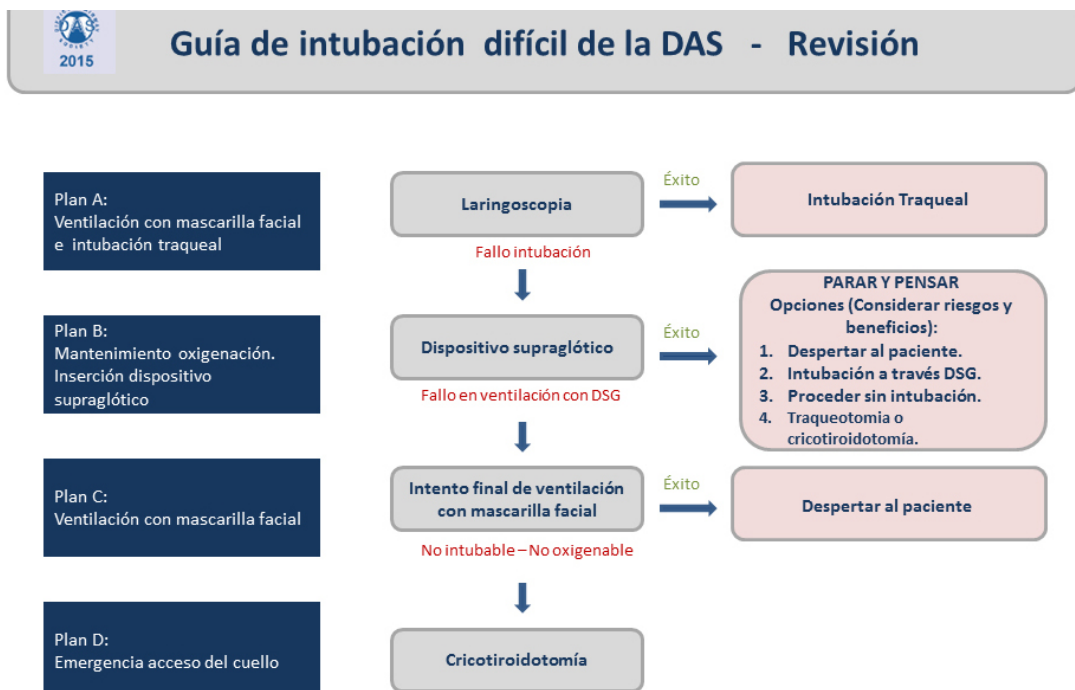 DAS
2015
Guía de intubación difícil de la DAS - Revisión
Plan A:
Ventilación con mascarilla facial
e intubación traqueal
Laringoscopia
Éxito
Intubación Traqueal
Fallo intubación
Plan B:
Mantenimiento oxigenación.
Inserción dispositivo
supraglótico
Dispositivo supraglótico
Éxito
PARAR Y PENSAR
Opciones (Considerar riesgos y
beneficios):
1. Despertar al paciente.
2. Intubación a través DSG.
3. Proceder sin intubación.
4. Traqueotomia o
cricotiroidotomía.
Fallo en ventilación con DSG
Plan C:
Ventilación con mascarilla facial
Intento final de ventilación
con mascarilla facial
Éxito
Despertar al paciente
No intubable – No oxigenable
Plan D:
Emergencia acceso del cuello
Cricotiroidotomía